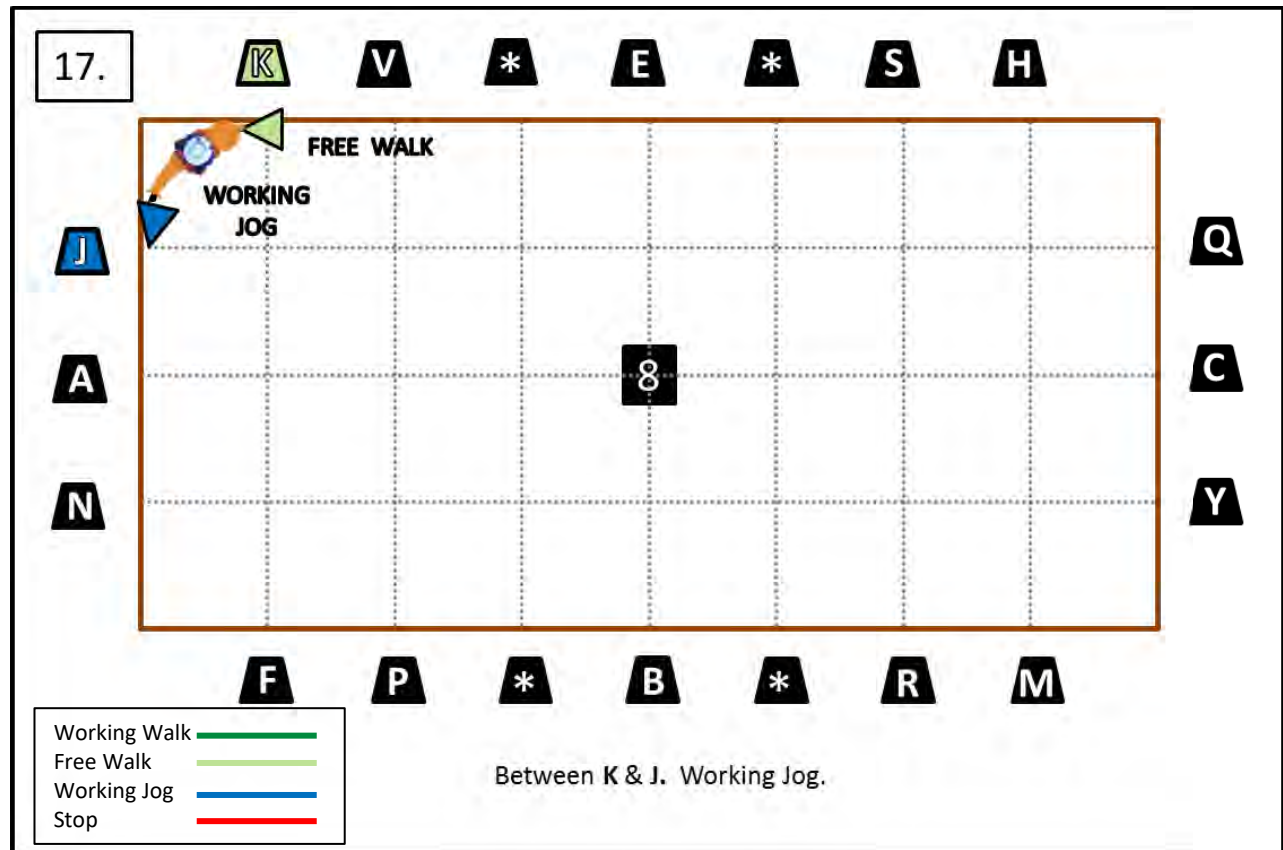 17.
K V * E * S H
FREE WALK
WORKING
JOG
J Q
A 8 C
N Y
F P * B * R M
Working Walk
Free Walk
Working Jog
Stop
Between K & J. Working Jog.